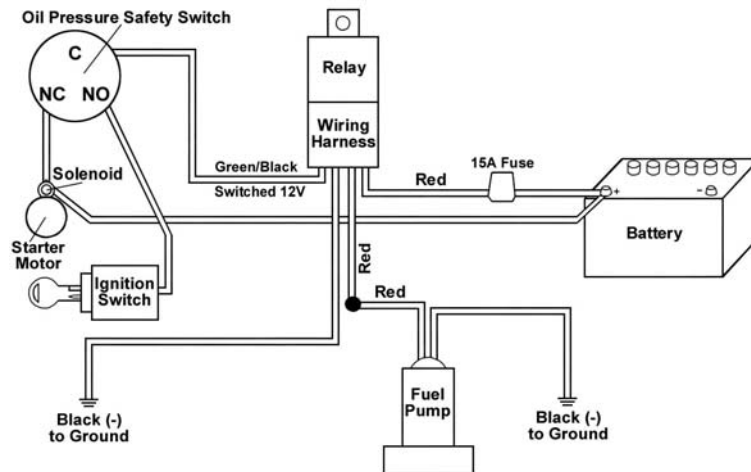 Oil Pressure Safety Switch
C
NC NO
Solenoid
Starter
Motor
Ignition
Switch
Relay
Wiring
Harness
Green/Black
Switched 12V
Red
15A Fuse
+
-
Battery
Red
Red
Fuel
Pump
Black (-)
to Ground
Black (-)
to Ground